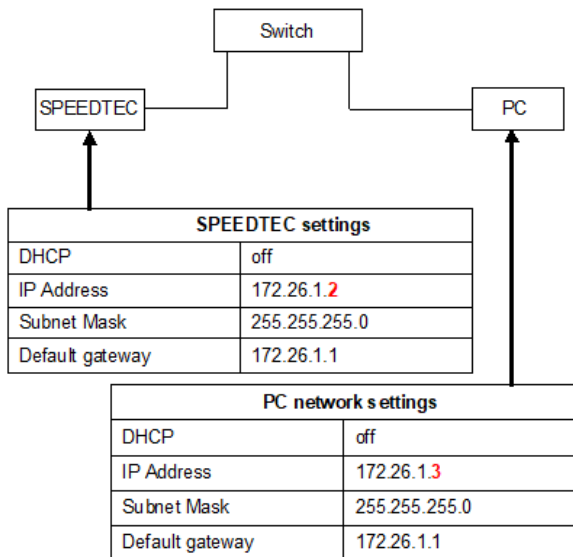 Switch
SPEEDTEC
PC
SPEEDTEC settings
DHCP off
IP Address 172.26.1.2
Subnet Mask 255.255.255.0
Default gateway 172.26.1.1
PC network settings
DHCP off
IP Address 172.26.1.3
Subnet Mask 255.255.255.0
Default gateway 172.26.1.1